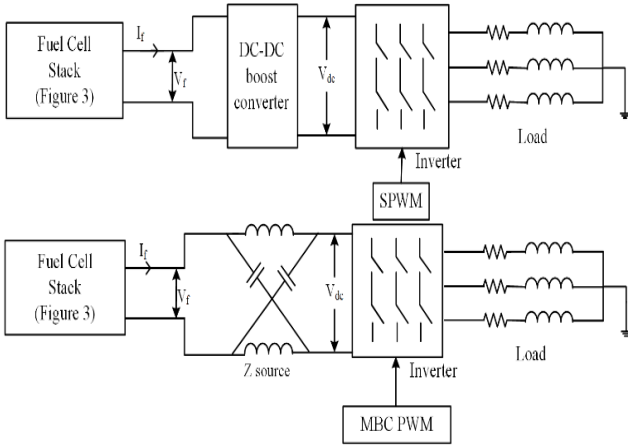 Fuel Cell
Stack
(Figure 3)
If
Vf
DC-DC
boost
converter
Vdc
Inverter
SPWM
Load
Fuel Cell
Stack
(Figure 3)
If
Vf
Z source
Vdc
Inverter
MBC PWM
Load